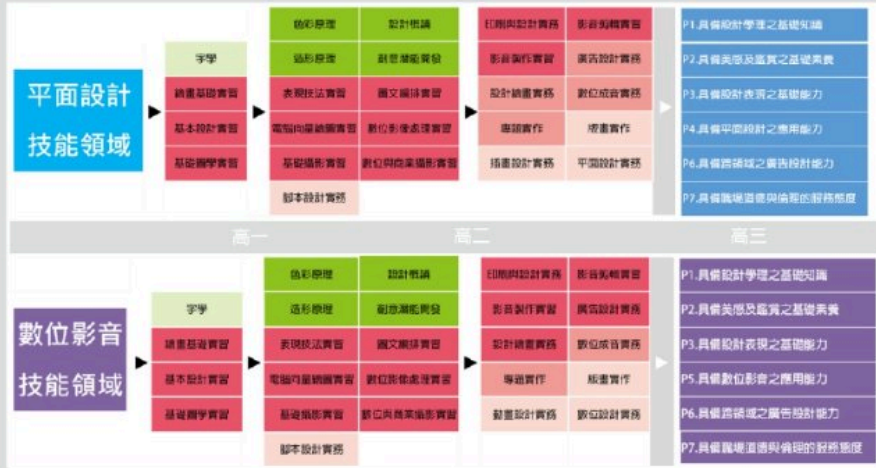 平面設計
技能領域
字學
繪畫基礎實習
基本設計實習
基礎圖學實習
色彩原理 設計概論
造形原理 創意潛能開發
表現技法實習 圖文編排實習
電腦向量繪圖實習 數位影像處理實習
基礎攝影實習 數位與商業攝影實習
腳本設計實務
印刷與設計實務 影音剪輯實習
影音製作實習 廣告設計實務
設計繪畫實務 數位成音實務
專題實作 版畫實作
插畫設計實務 平面設計實務
P1.具備設計學理之基礎知識
P2.具備美感及鑑賞之基礎素養
P3.具備設計表現之基礎能力
P4.具備平面設計之應用能力
P6.具備跨領域之廣告設計能力
P7.具備職場道德與倫理的服務態度
高一 高二 高三
數位影音
技能領域
字學
繪畫基礎實習
基本設計實習
基礎圖學實習
色彩原理 設計概論
造形原理 創意潛能開發
表現技法實習 圖文編排實習
電腦向量繪圖實習 數位影像處理實習
基礎攝影實習 數位與商業攝影實習
腳本設計實務
印刷與設計實務 影音剪輯實習
影音製作實習 廣告設計實務
設計繪畫實務 數位成音實務
專題實作 版畫實作
動畫設計實務 數位設計實務
P1.具備設計學理之基礎知識
P2.具備美感及鑑賞之基礎素養
P3.具備設計表現之基礎能力
P5.具備數位影音之應用能力
P6.具備跨領域之廣告設計能力
P7.具備職場道德與倫理的服務態度